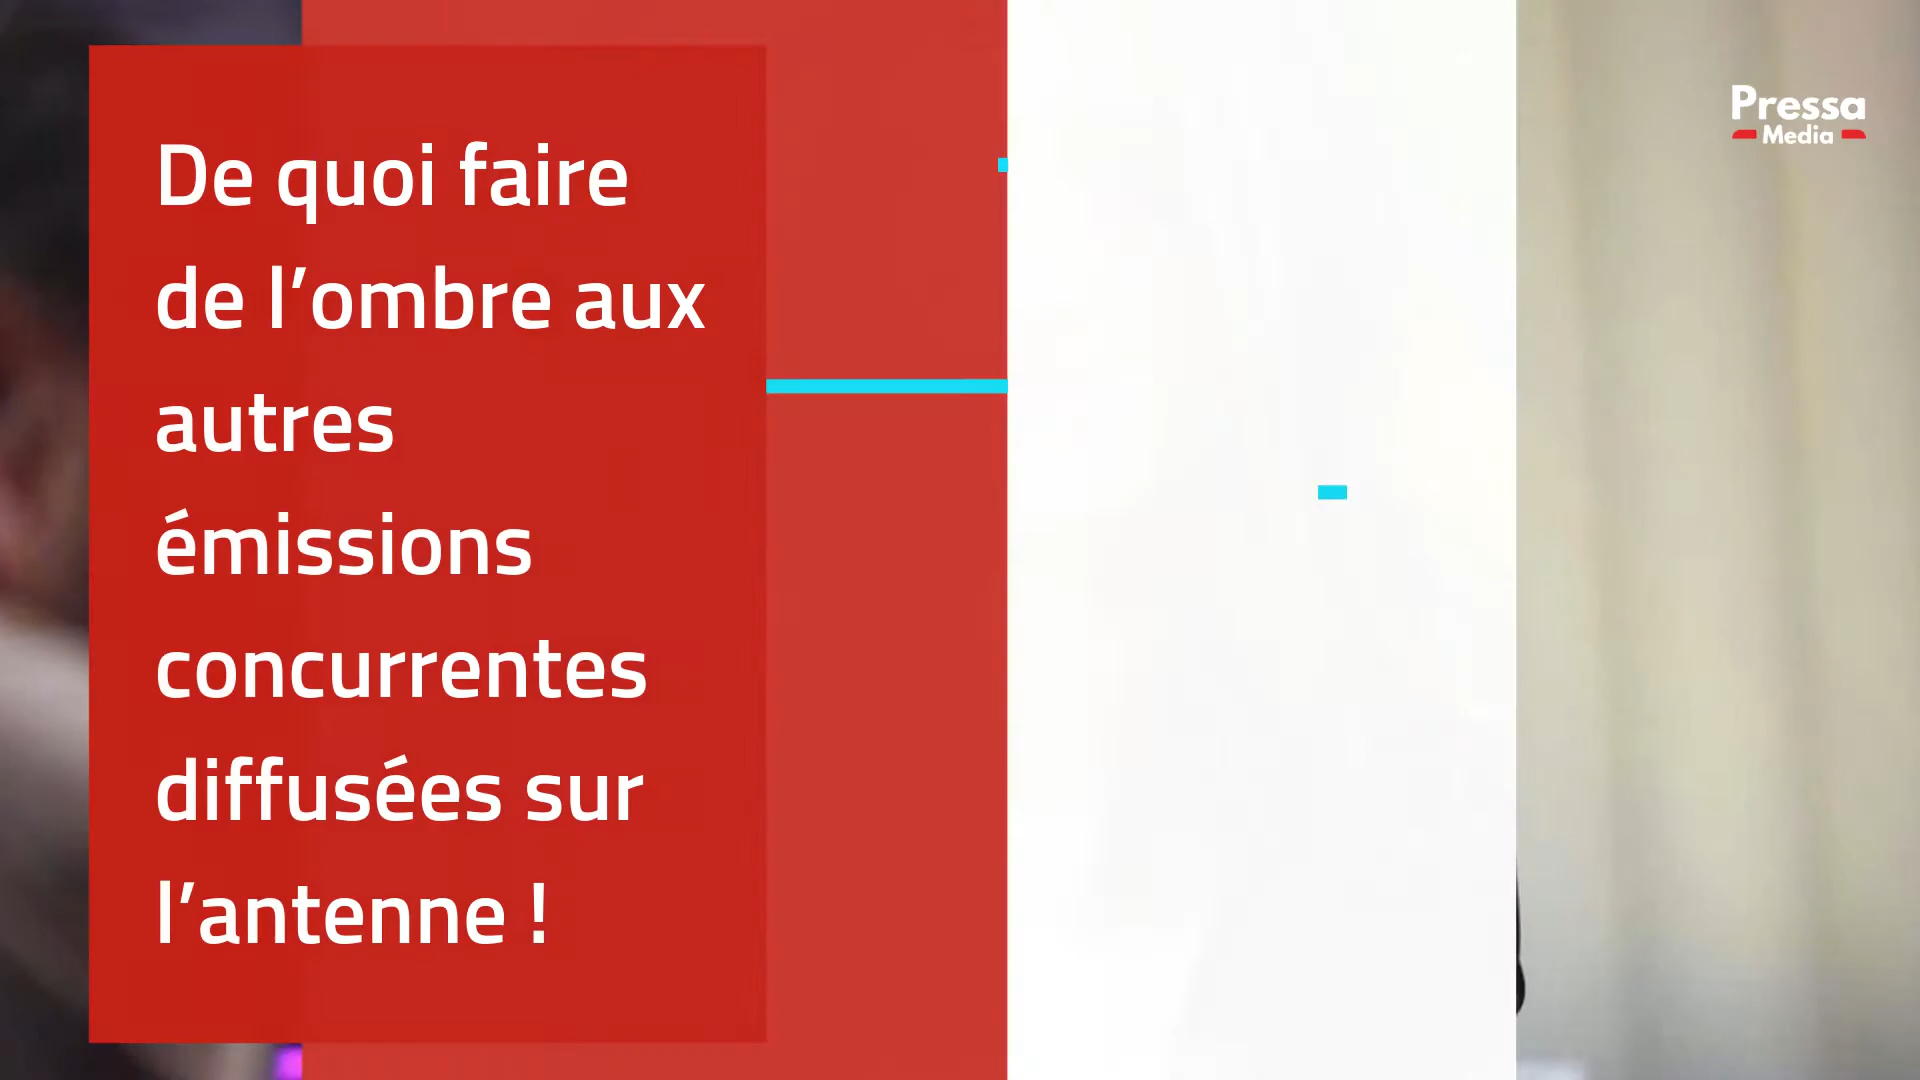 De quoi faire
de l’ombre aux
autres
émissions
concurrentes
diffusées sur
l’antenne !
Pressa
Media